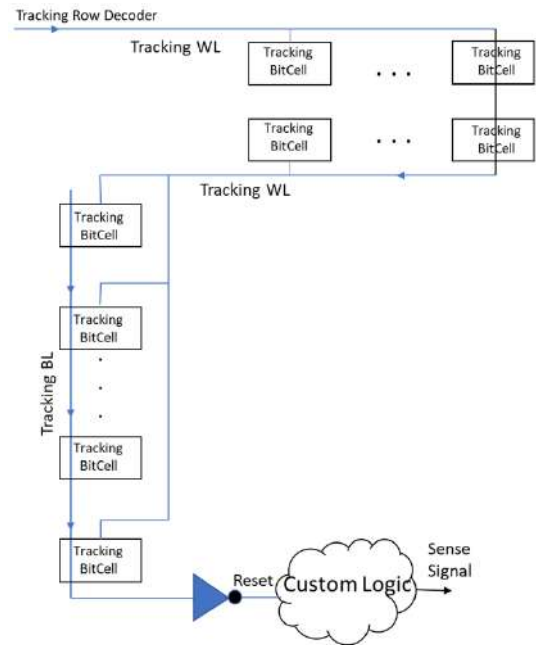 Tracking Row Decoder
Tracking WL
Tracking
BitCell
. . .
Tracking
BitCell
Tracking
BitCell
. . .
Tracking
BitCell
Tracking WL
Tracking
BitCell
Tracking
BitCell
.
.
.
Tracking BL
Tracking
BitCell
Tracking
BitCell
Reset
Custom Logic
Sense
Signal